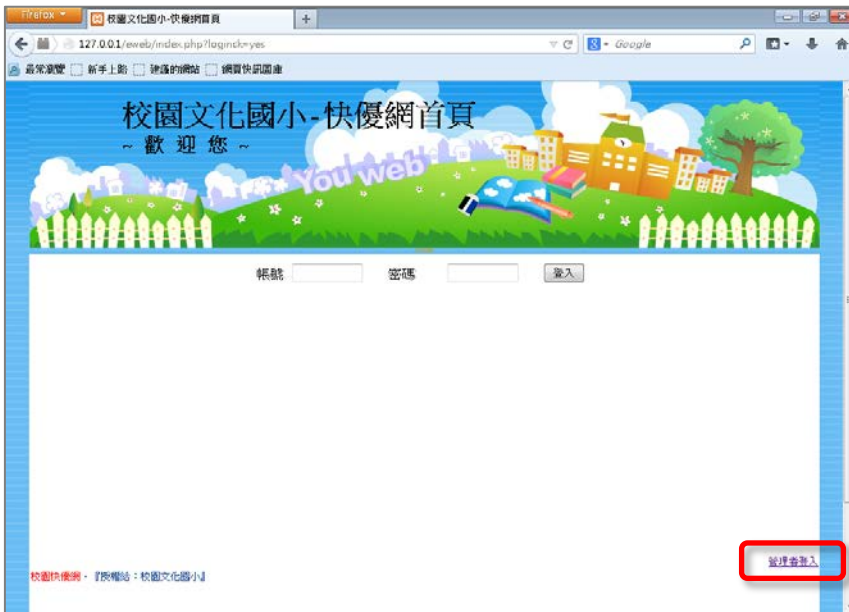 Firefox
校園文化國小-快優網首頁
127.0.0.1/eweb/index.php?loginck=yes
Google
最常瀏覽 新手上路 建議的網站 網頁快訊圖庫
校園文化國小-快優網首頁
~ 歡 迎 您 ~
You web
帳號 密碼 登入
管理者登入
校園快優網 - 『授權給：校園文化國小』